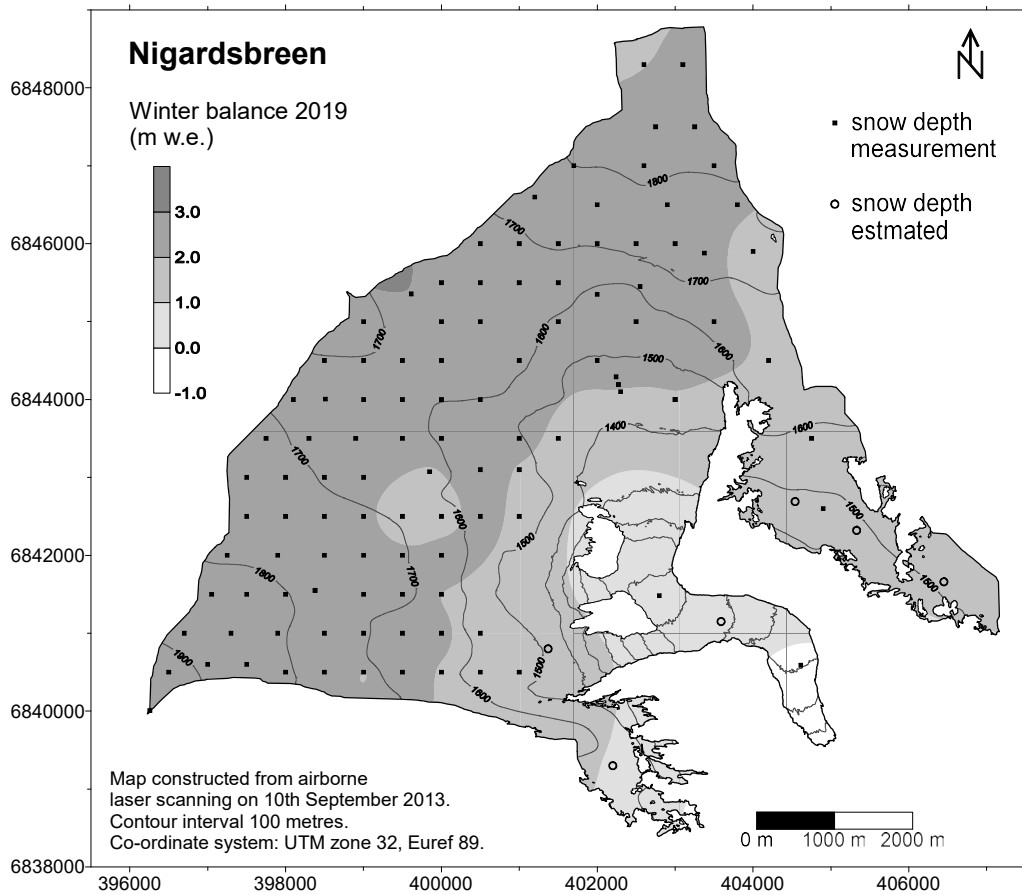 Nigardsbreen
Winter balance 2019
(m w.e.)
3.0
2.0
1.0
0.0
-1.0
N
snow depth
measurement
snow depth
estmated
6848000
6846000
6844000
6842000
6840000
6838000
1800
1700
1700
1600
1700
1600
1500
1400
1600
1700
1600
1500
1500
1700
1800
1500
1900
1500
1600
Map constructed from airborne
laser scanning on 10th September 2013.
Contour interval 100 metres.
Co-ordinate system: UTM zone 32, Euref 89.
0 m 1000 m 2000 m
396000 398000 400000 402000 404000 406000